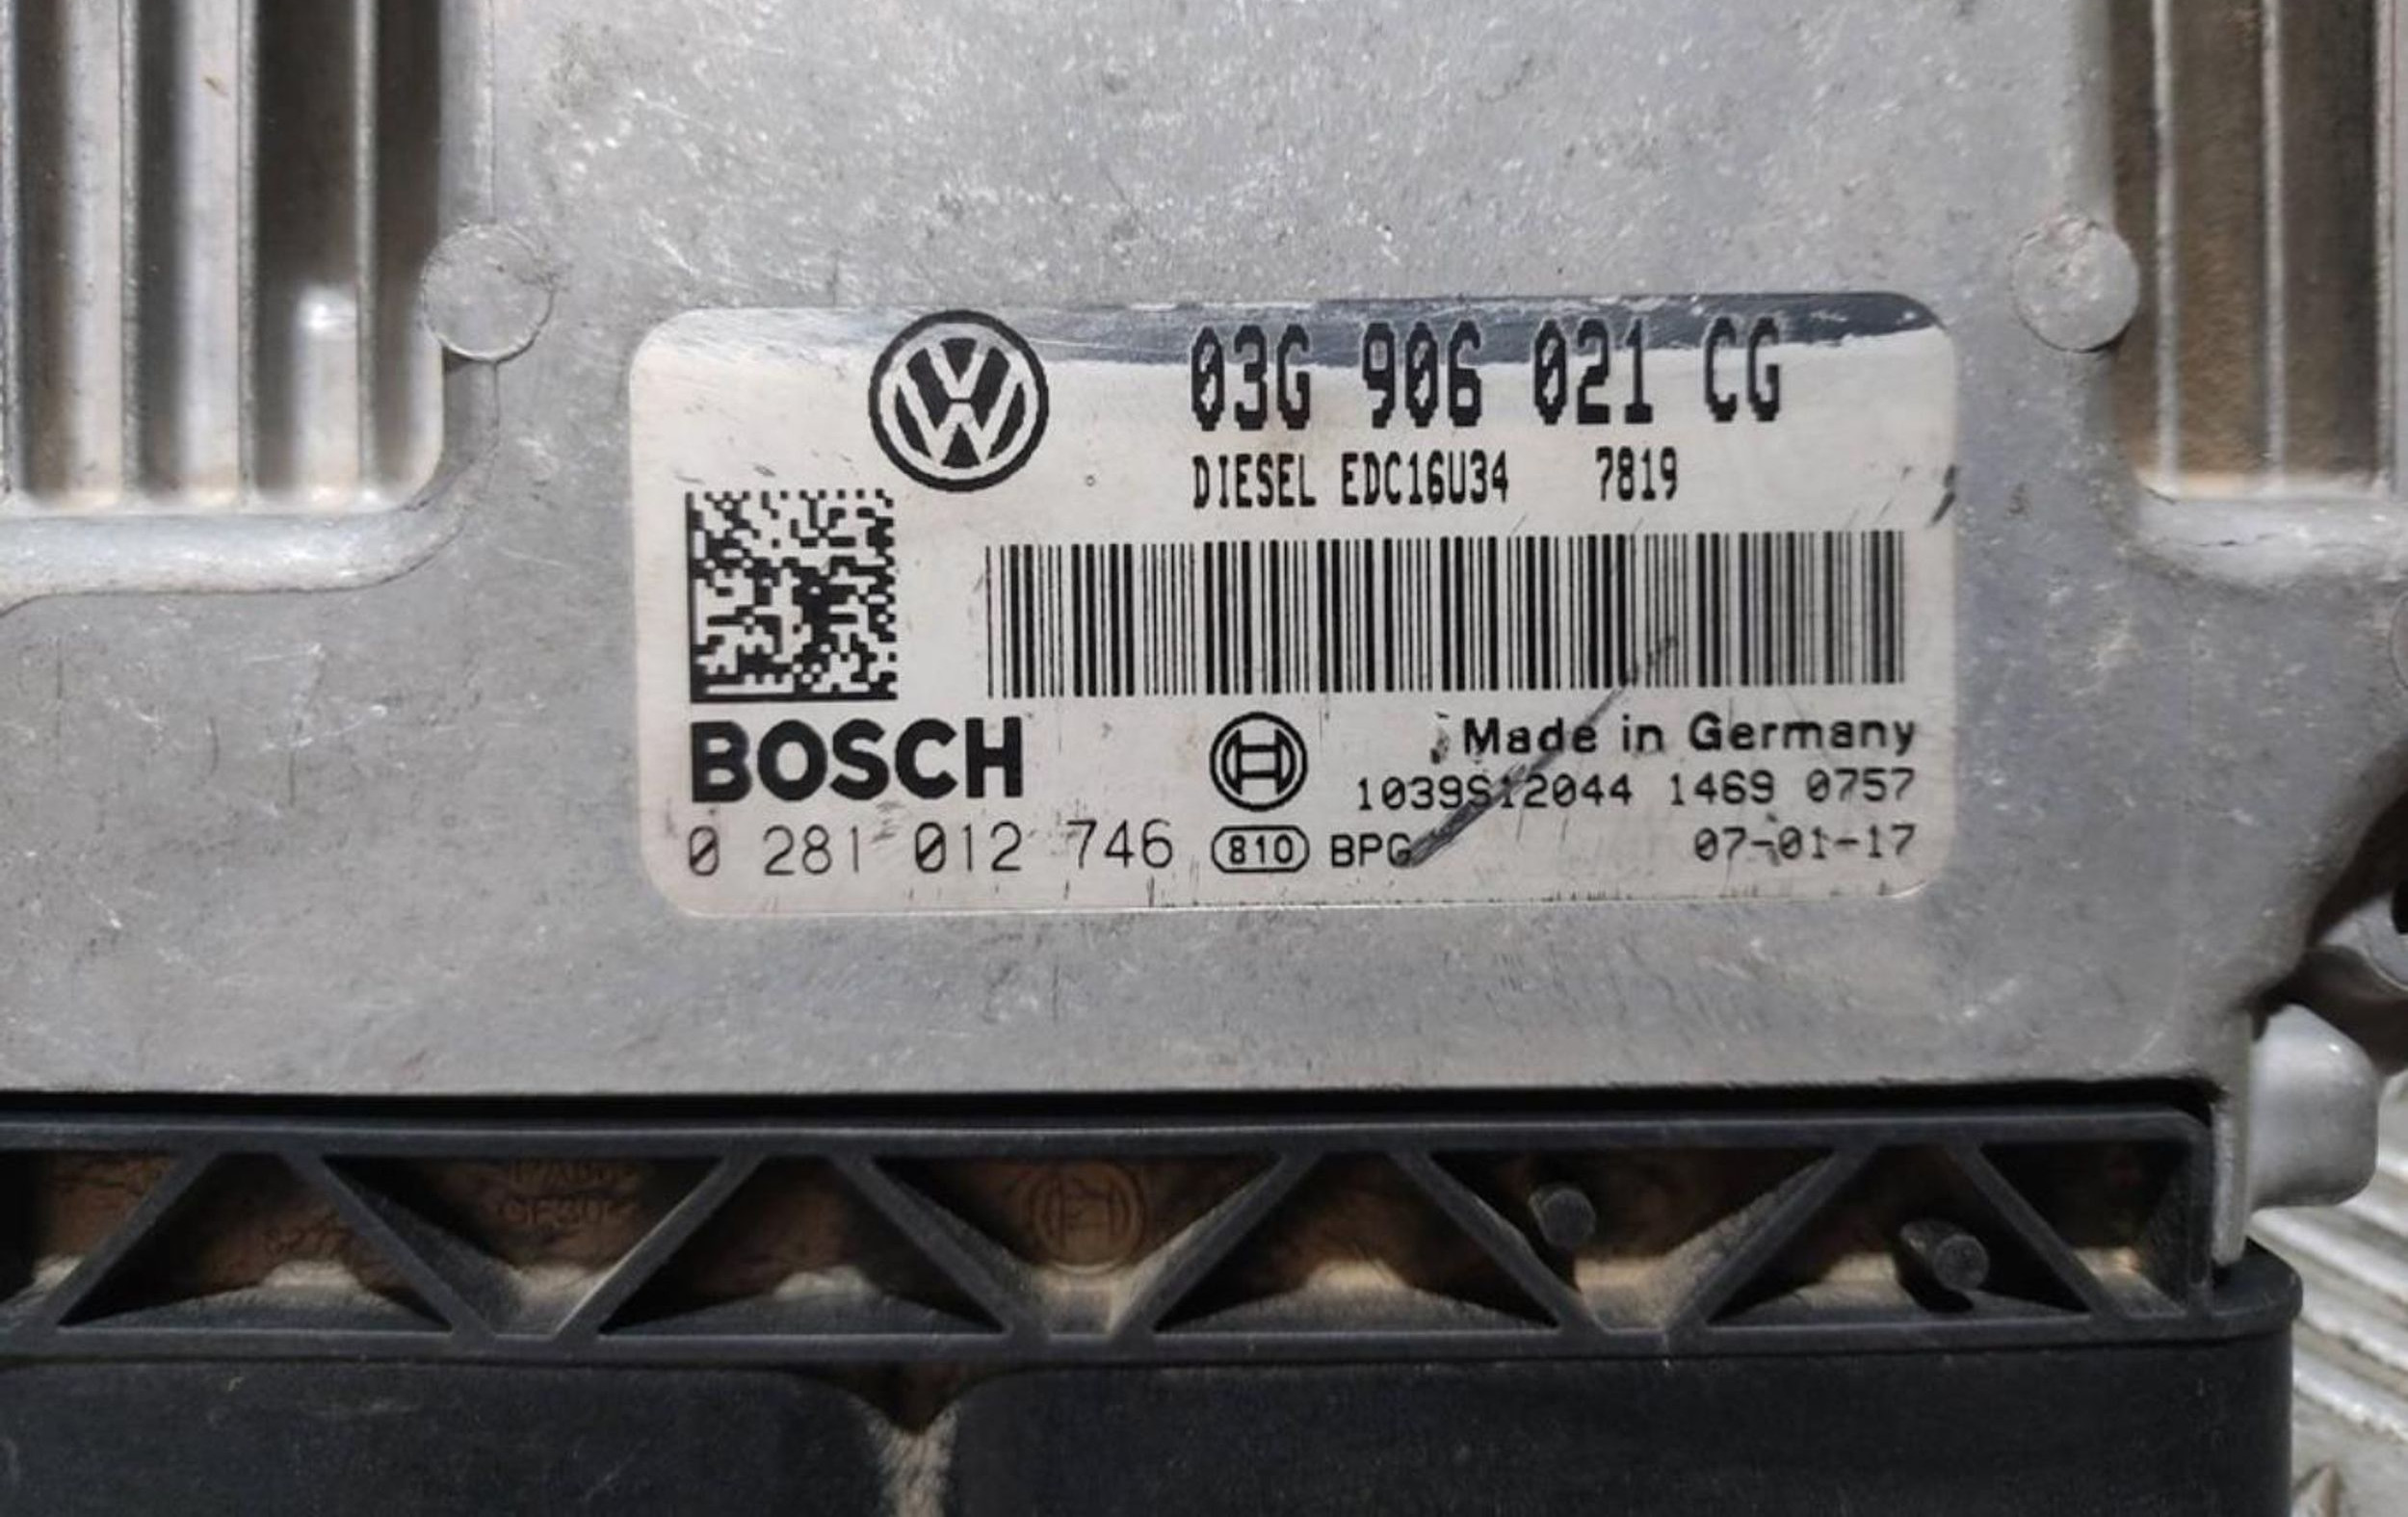 03G 906 021 CG
DIESEL EDC16U34 7819
BOSCH
Made in Germany
1039S12044 1469 0757
0 281 012 746 810 BPG 07-01-17